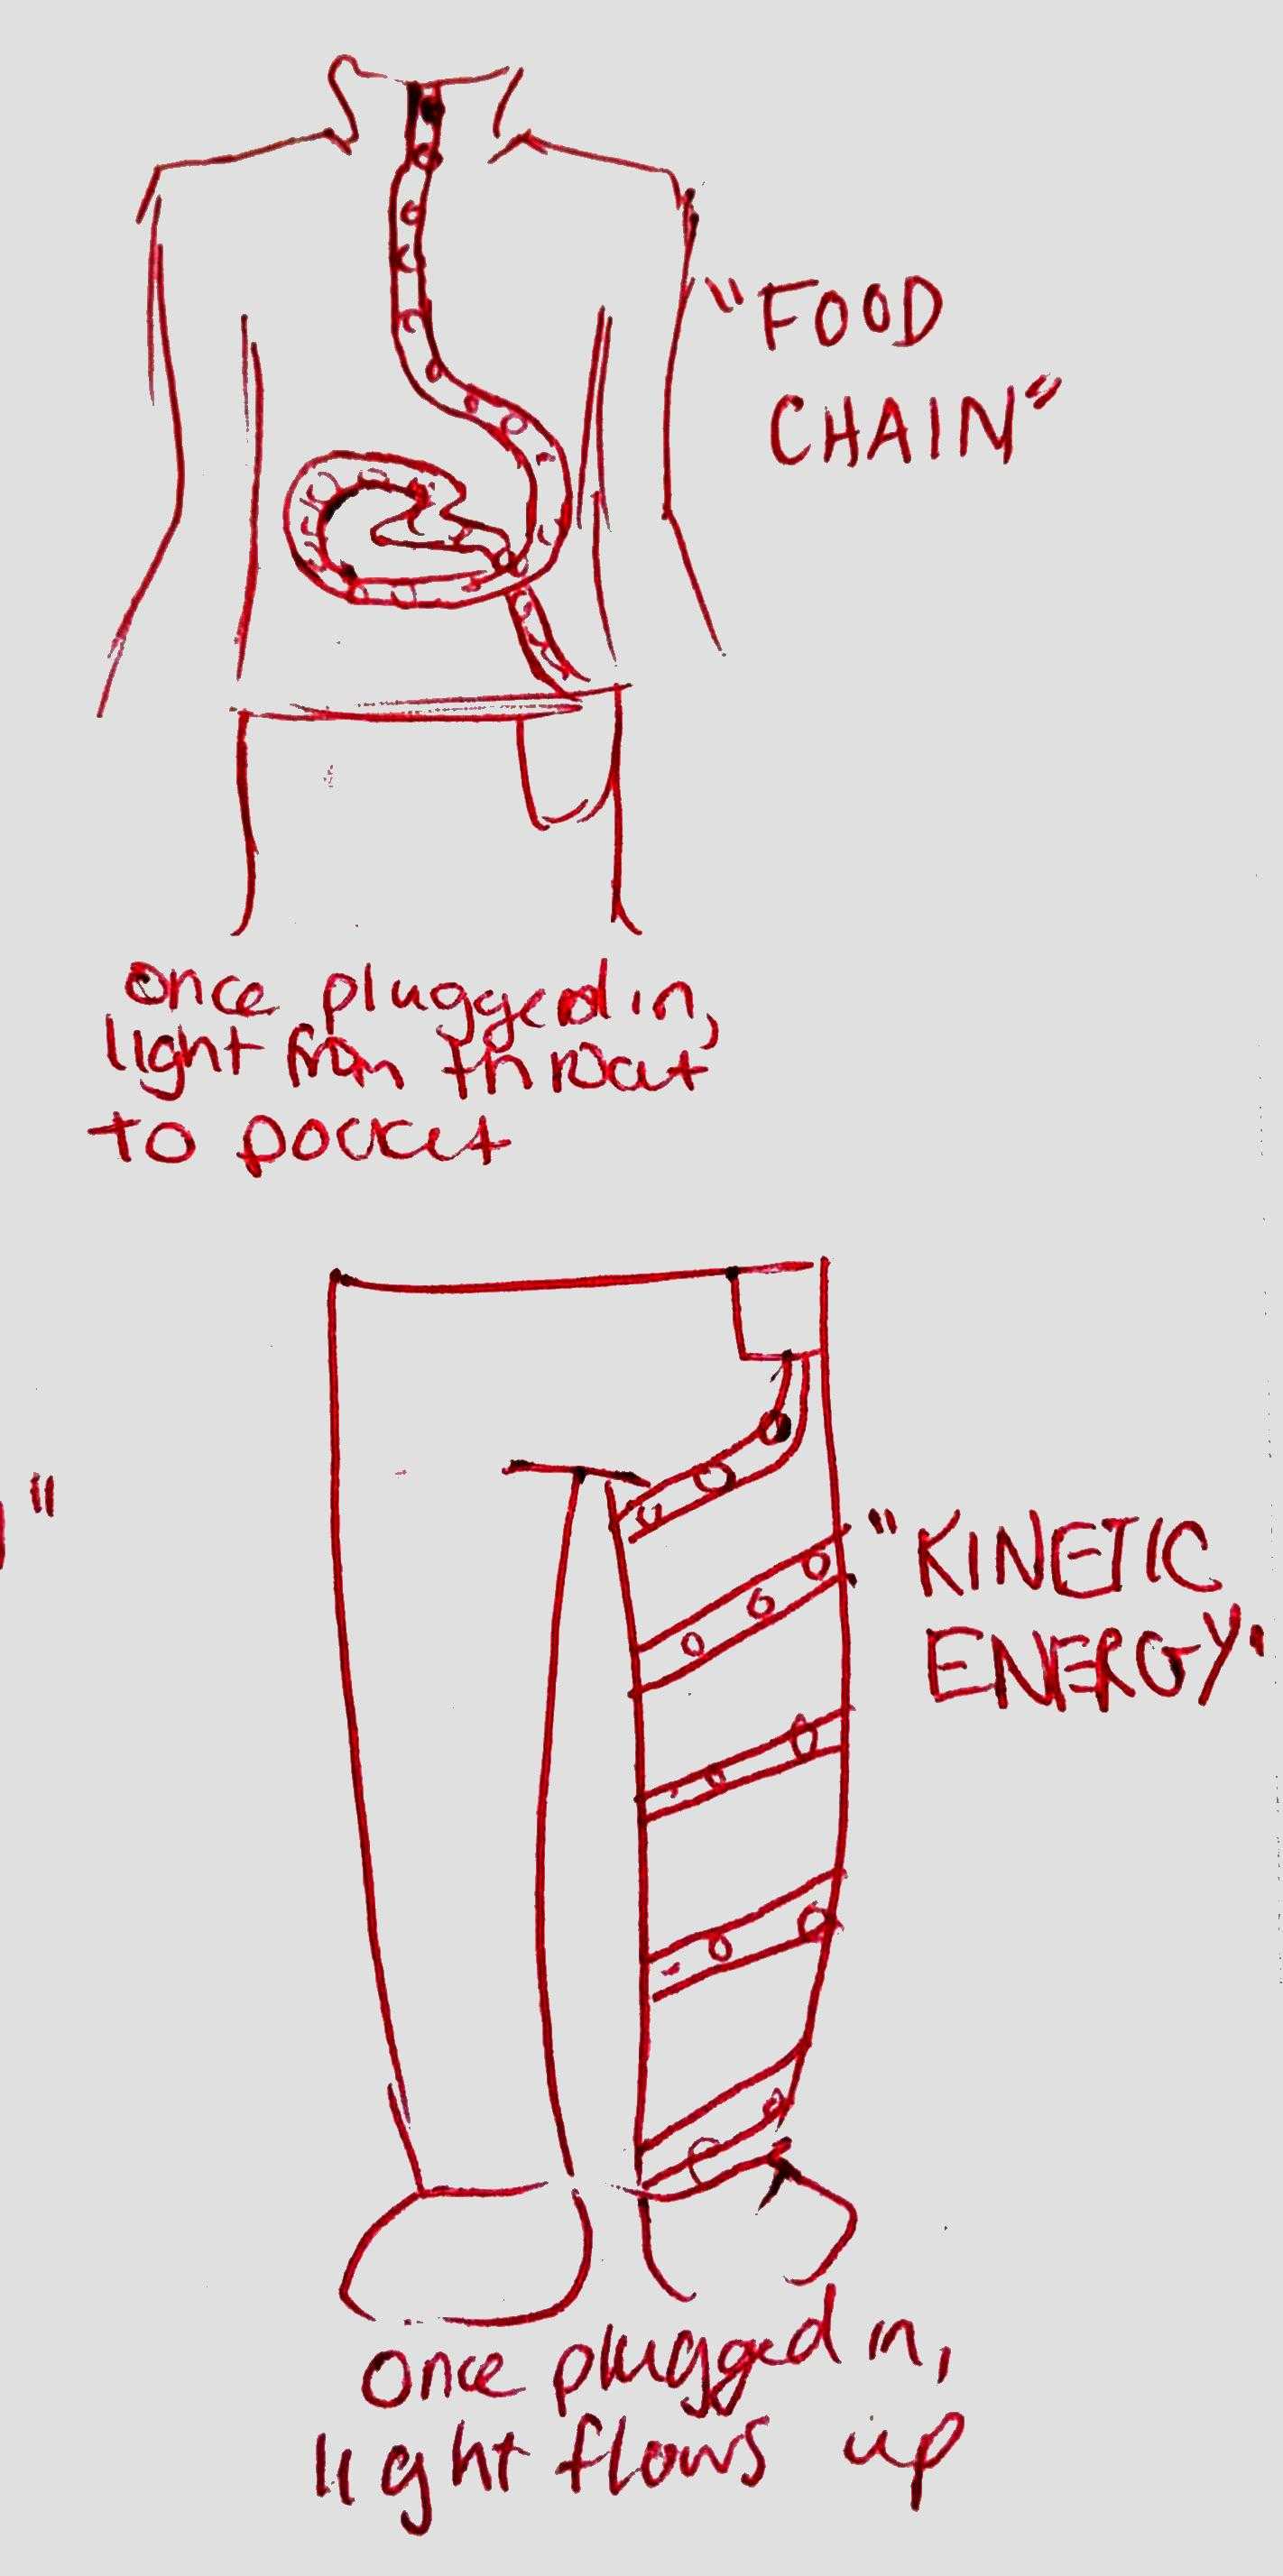 "FOOD
CHAIN"
once plugged in,
light from throat
to pocket
"
"KINETIC
ENERGY"
once plugged in,
light flows up